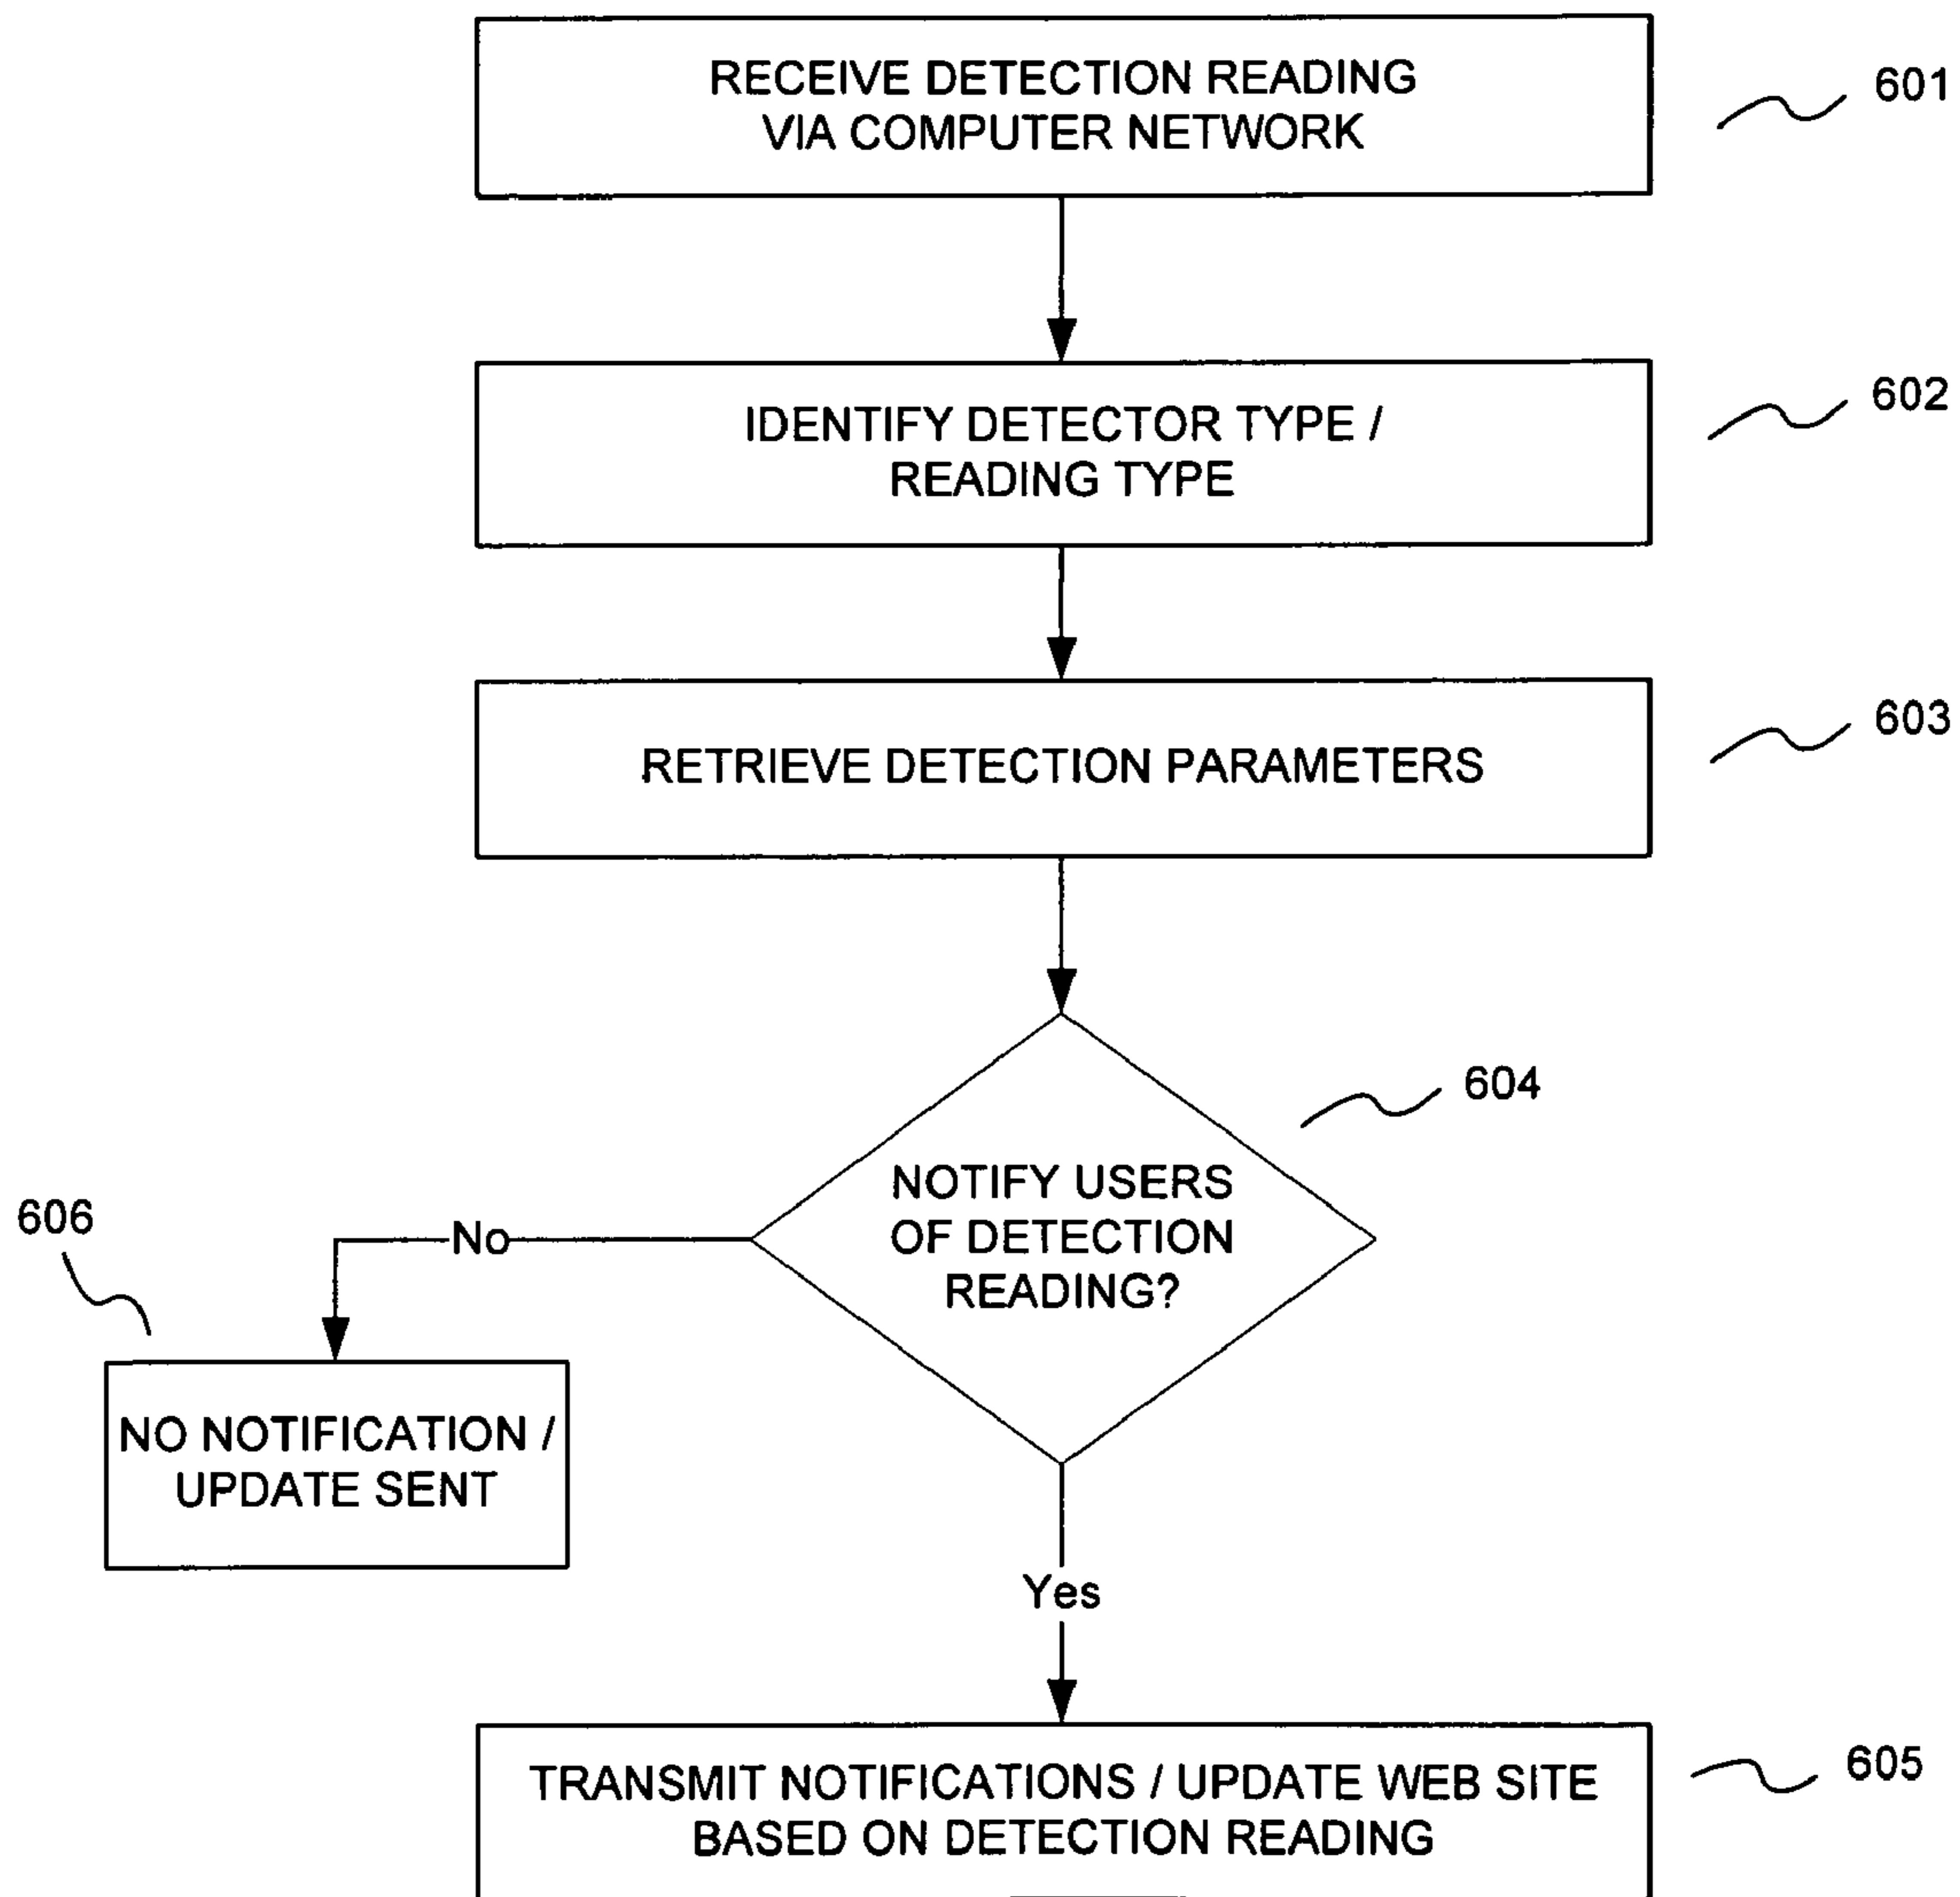 RECEIVE DETECTION READING
VIA COMPUTER NETWORK
601
IDENTIFY DETECTOR TYPE /
READING TYPE
602
RETRIEVE DETECTION PARAMETERS
603
604
NOTIFY USERS
OF DETECTION
READING?
No
606
NO NOTIFICATION /
UPDATE SENT
Yes
TRANSMIT NOTIFICATIONS / UPDATE WEB SITE
BASED ON DETECTION READING
605